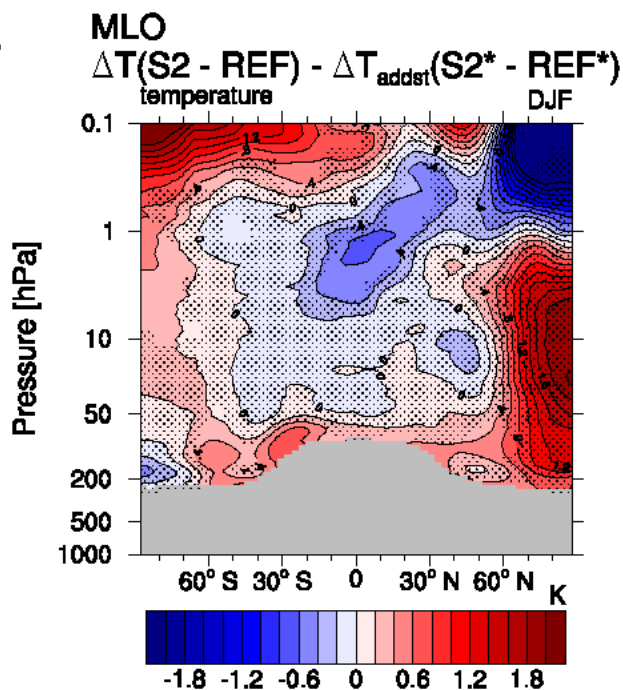 MLO
ΔT(S2 - REF) - ΔTaddst(S2* - REF*)
temperature DJF
0.1
1
10
50
200
500
1000
Pressure [hPa]
60° S 30° S 0 30° N 60° N
K
-1.8 -1.2 -0.6 0 0.6 1.2 1.8